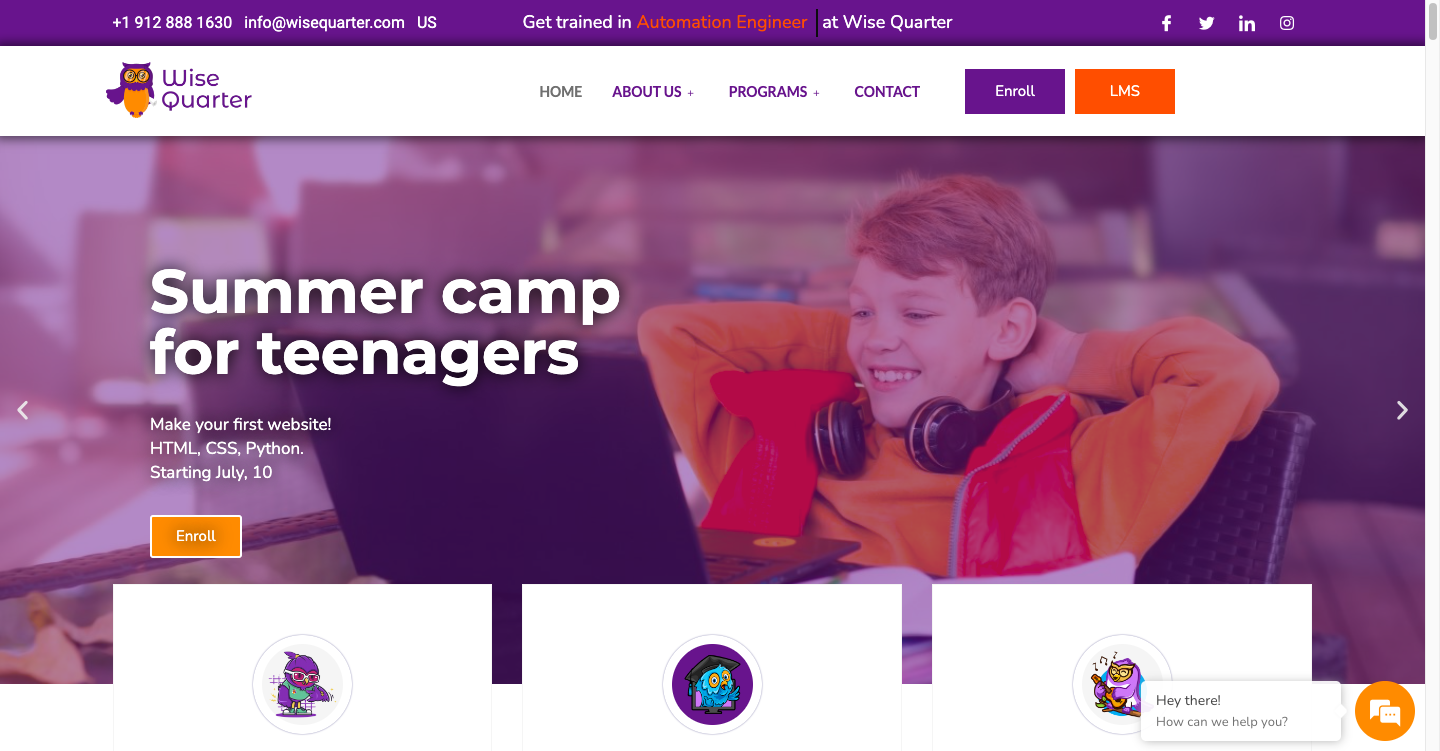 +1 912 888 1630 info@wisequarter.com US
Get trained in Automation Engineer at Wise Quarter
Wise
Quarter
HOME
ABOUT US +
PROGRAMS +
CONTACT
Enroll
LMS
Summer camp
for teenagers
Make your first website!
HTML, CSS, Python.
Starting July, 10
Enroll
Hey there!
How can we help you?